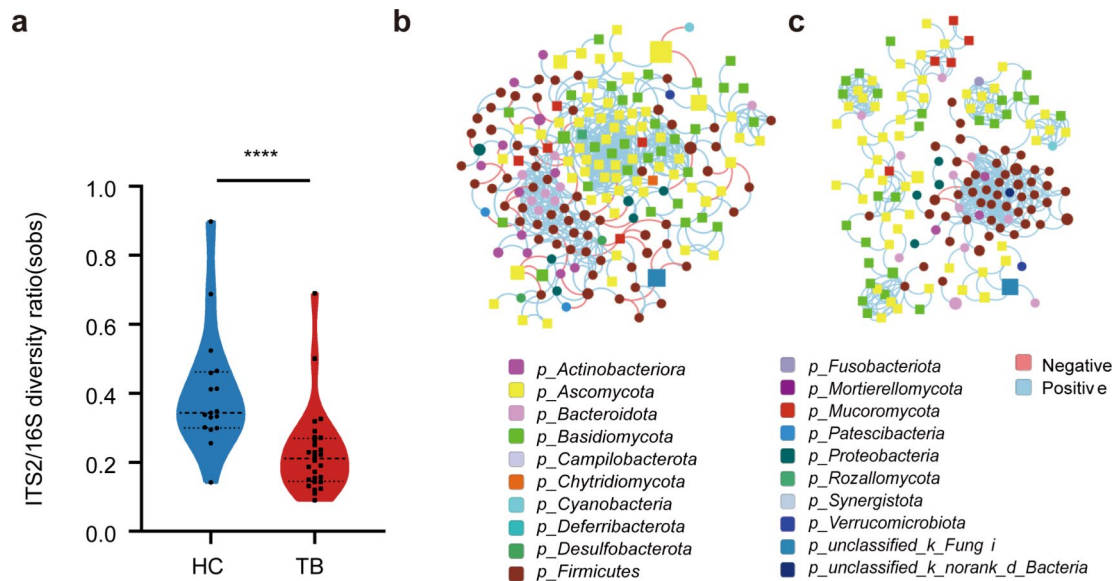 a
b
c
****
ITS2/16S diversity ratio(sobs)
1.0
0.8
0.6
0.4
0.2
0.0
HC
TB
p_Actinobacteriora
p_Ascomycota
p_Bacteroidota
p_Basidiomycota
p_Campilobacterota
p_Chytridiomycota
p_Cyanobacteria
p_Deferribacterota
p_Desulfobacterota
p_Firmicutes
p_Fusobacteriota
p_Mortierellomycota
p_Mucoromycota
p_Patescibacteria
p_Proteobacteria
p_Rozallomycota
p_Synergistota
p_Verrucomicrobiota
p_unclassified_k_Fung i
p_unclassified_k_norank_d_Bacteria
Negative
Positive